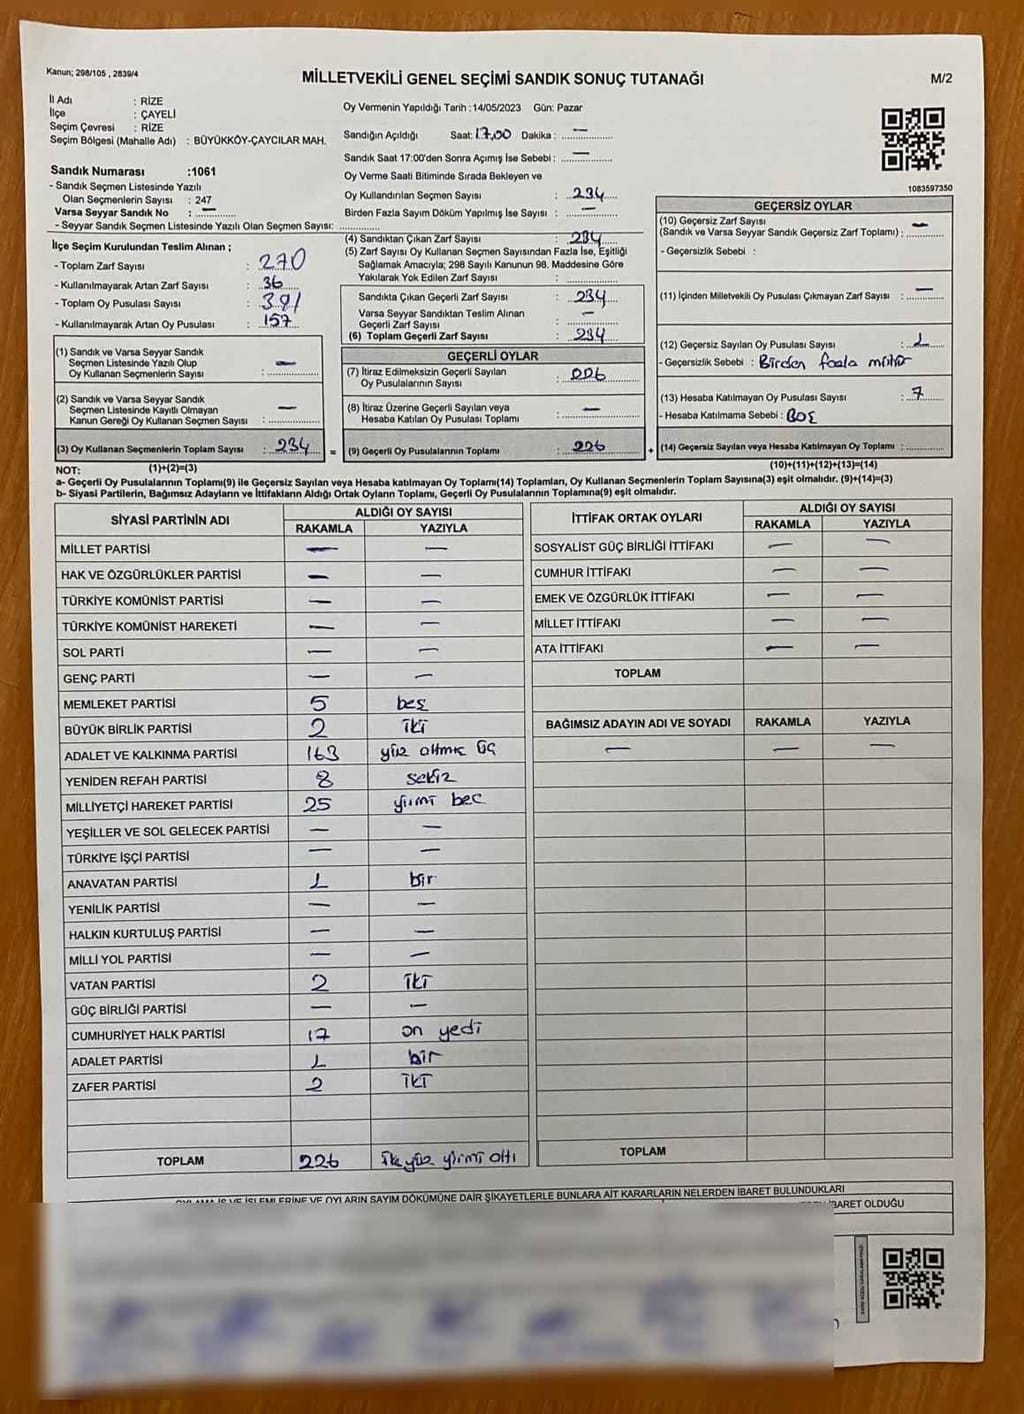 Kanun; 298/105 , 2839/4
MİLLETVEKİLİ GENEL SEÇİMİ SANDIK SONUÇ TUTANAĞI
M/2
İl Adı : RİZE
İlçe : ÇAYELİ
Seçim Çevresi : RİZE
Seçim Bölgesi (Mahalle Adı) : BÜYÜKKÖY-ÇAYCILAR MAH.
Sandık Numarası :1061
- Sandık Seçmen Listesinde Yazılı
Olan Seçmenlerin Sayısı : 247
Varsa Seyyar Sandık No : —
- Seyyar Sandık Seçmen Listesinde Yazılı Olan Seçmen Sayısı:
Oy Vermenin Yapıldığı Tarih :14/05/2023 Gün: Pazar
Sandığın Açıldığı Saat: 17,00 Dakika : —
Sandık Saat 17:00'den Sonra Açımış İse Sebebi : —
Oy Verme Saati Bitiminde Sırada Bekleyen ve
Oy Kullandırılan Seçmen Sayısı : 234
Birden Fazla Sayım Döküm Yapılmış İse Sayısı : —
1083597350
İlçe Seçim Kurulundan Teslim Alınan ;
- Toplam Zarf Sayısı : 270
- Kullanılmayarak Artan Zarf Sayısı : 36
- Toplam Oy Pusulası Sayısı : 391
- Kullanılmayarak Artan Oy Pusulası : 157
(4) Sandıktan Çıkan Zarf Sayısı : 234
(5) Zarf Sayısı Oy Kullanan Seçmen Sayısından Fazla İse, Eşitliği
Sağlamak Amacıyla; 298 Sayılı Kanunun 98. Maddesine Göre
Yakılarak Yok Edilen Zarf Sayısı :
Sandıkta Çıkan Geçerli Zarf Sayısı : 234
Varsa Seyyar Sandıktan Teslim Alınan
Geçerli Zarf Sayısı : —
(6) Toplam Geçerli Zarf Sayısı : 234
GEÇERSİZ OYLAR
(10) Geçersiz Zarf Sayısı
(Sandık ve Varsa Seyyar Sandık Geçersiz Zarf Toplamı) : —
- Geçersizlik Sebebi :
(11) İçinden Milletvekili Oy Pusulası Çıkmayan Zarf Sayısı : —
(12) Geçersiz Sayılan Oy Pusulası Sayısı : 1
- Geçersizlik Sebebi : Birden fazla mühür
(13) Hesaba Katılmayan Oy Pusulası Sayısı : 7
- Hesaba Katılmama Sebebi : BOŞ
(14) Geçersiz Sayılan veya Hesaba Katılmayan Oy Toplamı :
(10)+(11)+(12)+(13)=(14)
(1) Sandık ve Varsa Seyyar Sandık
Seçmen Listesinde Yazılı Olup
Oy Kullanan Seçmenlerin Sayısı : —
(2) Sandık ve Varsa Seyyar Sandık
Seçmen Listesinde Kayıtlı Olmayan
Kanun Gereği Oy Kullanan Seçmen Sayısı : —
(3) Oy Kullanan Seçmenlerin Toplam Sayısı : 234 =
(1)+(2)=(3)
GEÇERLİ OYLAR
(7) İtiraz Edilmeksizin Geçerli Sayılan
Oy Pusulalarının Sayısı : 226
(8) İtiraz Üzerine Geçerli Sayılan veya
Hesaba Katılan Oy Pusulası Toplamı : —
(9) Geçerli Oy Pusulalarının Toplamı : 226 +
NOT:
a- Geçerli Oy Pusulalarının Toplamı(9) ile Geçersiz Sayılan veya Hesaba katılmayan Oy Toplamı(14) Toplamları, Oy Kullanan Seçmenlerin Toplam Sayısına(3) eşit olmalıdır. (9)+(14)=(3)
b- Siyasi Partilerin, Bağımsız Adayların ve İttifakların Aldığı Ortak Oyların Toplamı, Geçerli Oy Pusulalarının Toplamına(9) eşit olmalıdır.
SİYASİ PARTİNİN ADI ALDIĞI OY SAYISI
RAKAMLA YAZIYLA
MİLLET PARTİSİ — —
HAK VE ÖZGÜRLÜKLER PARTİSİ — —
TÜRKİYE KOMÜNİST PARTİSİ — —
TÜRKİYE KOMÜNİST HAREKETİ — —
SOL PARTİ — —
GENÇ PARTİ — —
MEMLEKET PARTİSİ 5 beş
BÜYÜK BİRLİK PARTİSİ 2 iki
ADALET VE KALKINMA PARTİSİ 163 yüz altmış üç
YENİDEN REFAH PARTİSİ 8 sekiz
MİLLİYETÇİ HAREKET PARTİSİ 25 yirmi beş
YEŞİLLER VE SOL GELECEK PARTİSİ — —
TÜRKİYE İŞÇİ PARTİSİ — —
ANAVATAN PARTİSİ 1 bir
YENİLİK PARTİSİ — —
HALKIN KURTULUŞ PARTİSİ — —
MİLLİ YOL PARTİSİ — —
VATAN PARTİSİ 2 iki
GÜÇ BİRLİĞİ PARTİSİ — —
CUMHURİYET HALK PARTİSİ 17 on yedi
ADALET PARTİSİ 1 bir
ZAFER PARTİSİ 2 iki
TOPLAM 226 iki yüz yirmi altı
İTTİFAK ORTAK OYLARI ALDIĞI OY SAYISI
RAKAMLA YAZIYLA
SOSYALİST GÜÇ BİRLİĞİ İTTİFAKI — —
CUMHUR İTTİFAKI — —
EMEK VE ÖZGÜRLÜK İTTİFAKI — —
MİLLET İTTİFAKI — —
ATA İTTİFAKI — —
TOPLAM
BAĞIMSIZ ADAYIN ADI VE SOYADI RAKAMLA YAZIYLA
— — —
TOPLAM
OYLAMA İŞ VE İŞLEMLERİNE VE OYLARIN SAYIM DÖKÜMÜNE DAİR ŞİKAYETLERLE BUNLARA AİT KARARLARIN NELERDEN İBARET BULUNDUKLARI
İBARET OLDUĞU